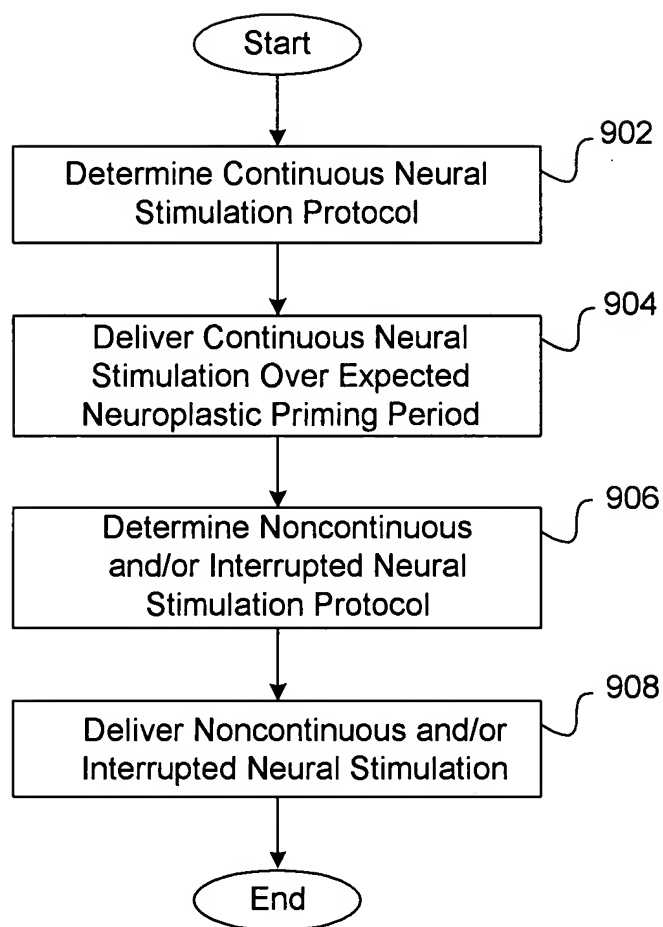 Start
902
Determine Continuous Neural
Stimulation Protocol
904
Deliver Continuous Neural
Stimulation Over Expected
Neuroplastic Priming Period
906
Determine Noncontinuous
and/or Interrupted Neural
Stimulation Protocol
908
Deliver Noncontinuous and/or
Interrupted Neural Stimulation
End